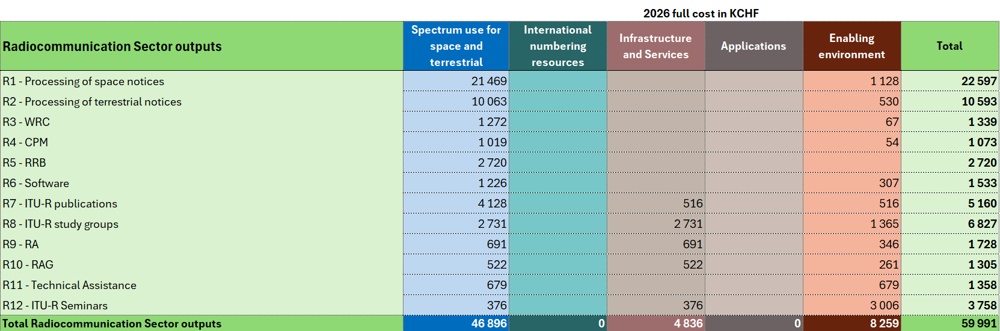 2026 full cost in KCHF
Radiocommunication Sector outputs
Spectrum use for
space and
terrestrial
International
numbering
resources
Infrastructure
and Services
Applications
Enabling
environment
Total
R1 - Processing of space notices 21 469 1 128 22 597
R2 - Processing of terrestrial notices 10 063 530 10 593
R3 - WRC 1 272 67 1 339
R4 - CPM 1 019 54 1 073
R5 - RRB 2 720 2 720
R6 - Software 1 226 307 1 533
R7 - ITU-R publications 4 128 516 516 5 160
R8 - ITU-R study groups 2 731 2 731 1 365 6 827
R9 - RA 691 691 346 1 728
R10 - RAG 522 522 261 1 305
R11 - Technical Assistance 679 679 1 358
R12 - ITU-R Seminars 376 376 3 006 3 758
Total Radiocommunication Sector outputs 46 896 0 4 836 0 8 259 59 991